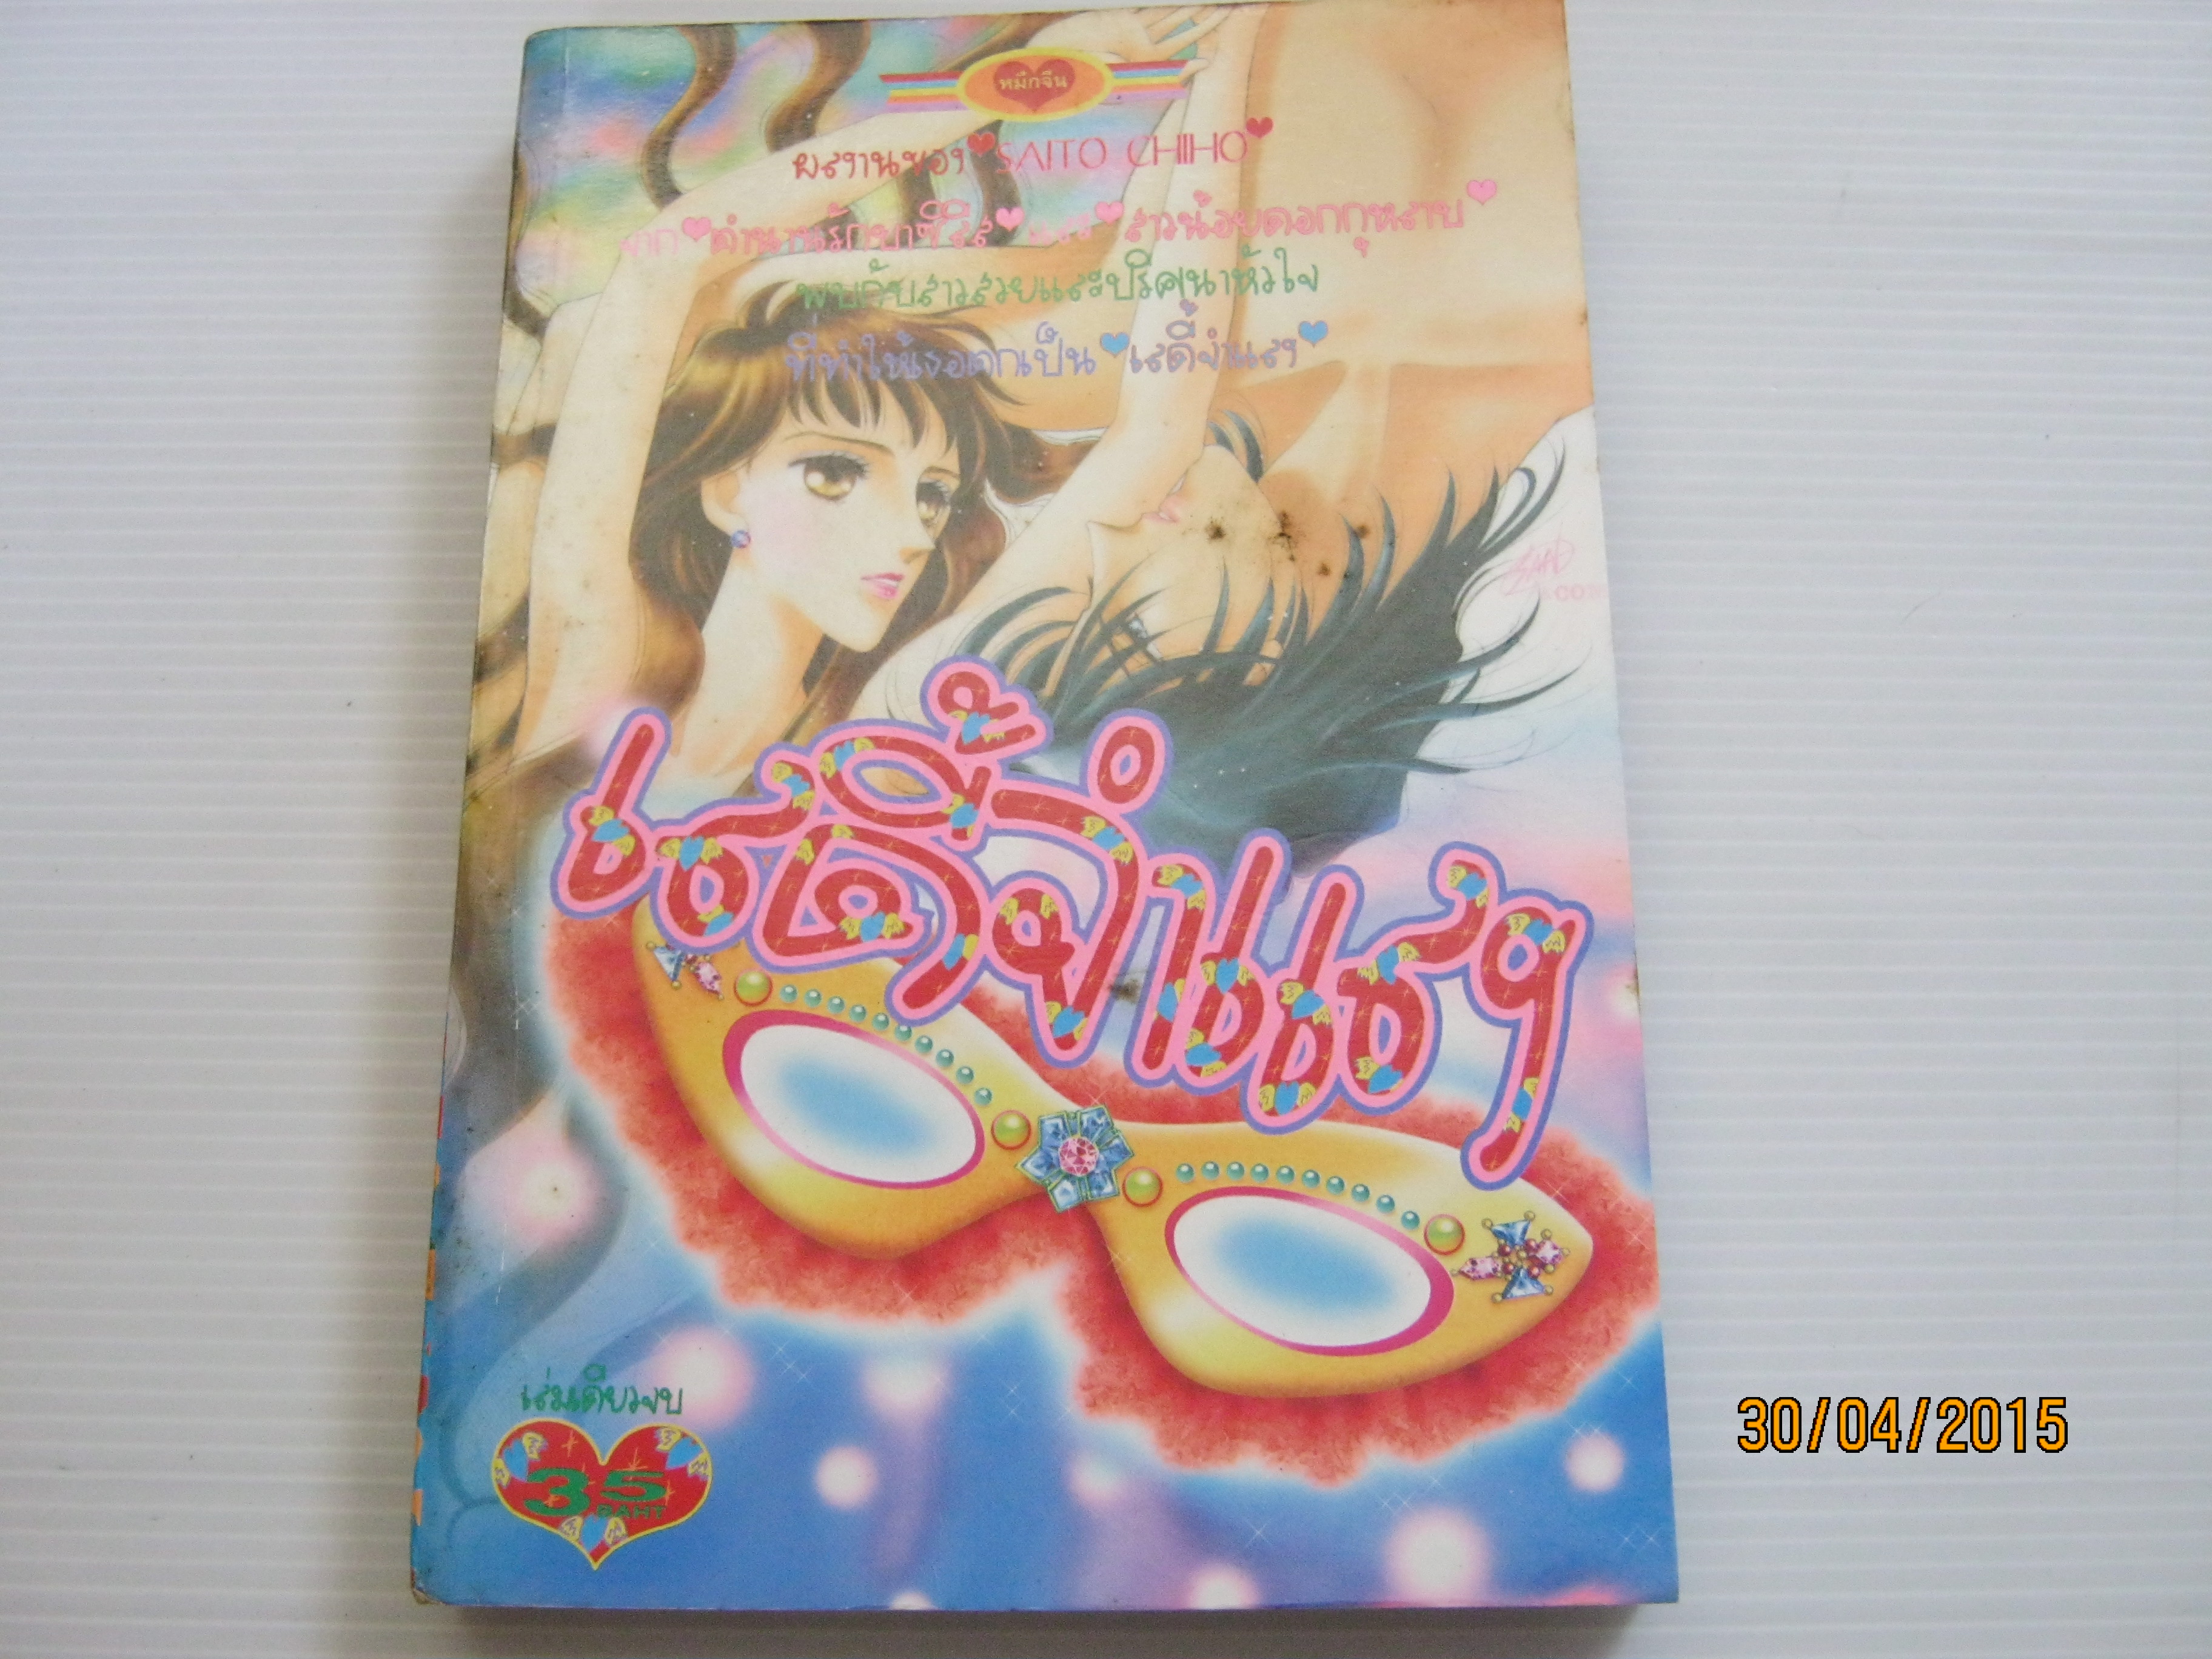 หมึกจีน
ผลงานของ SAITO CHIHO
จาก ตำนานรักบาซีรีส และ สาวน้อยดอกกุหลาบ
พบกับสาวสวยและปริศนาหัวใจ
ที่ทำให้เธอตกเป็น เลดี้จำแลง
เลดี้จำแลง
เล่มเดียวจบ
35
BAHT
30/04/2015